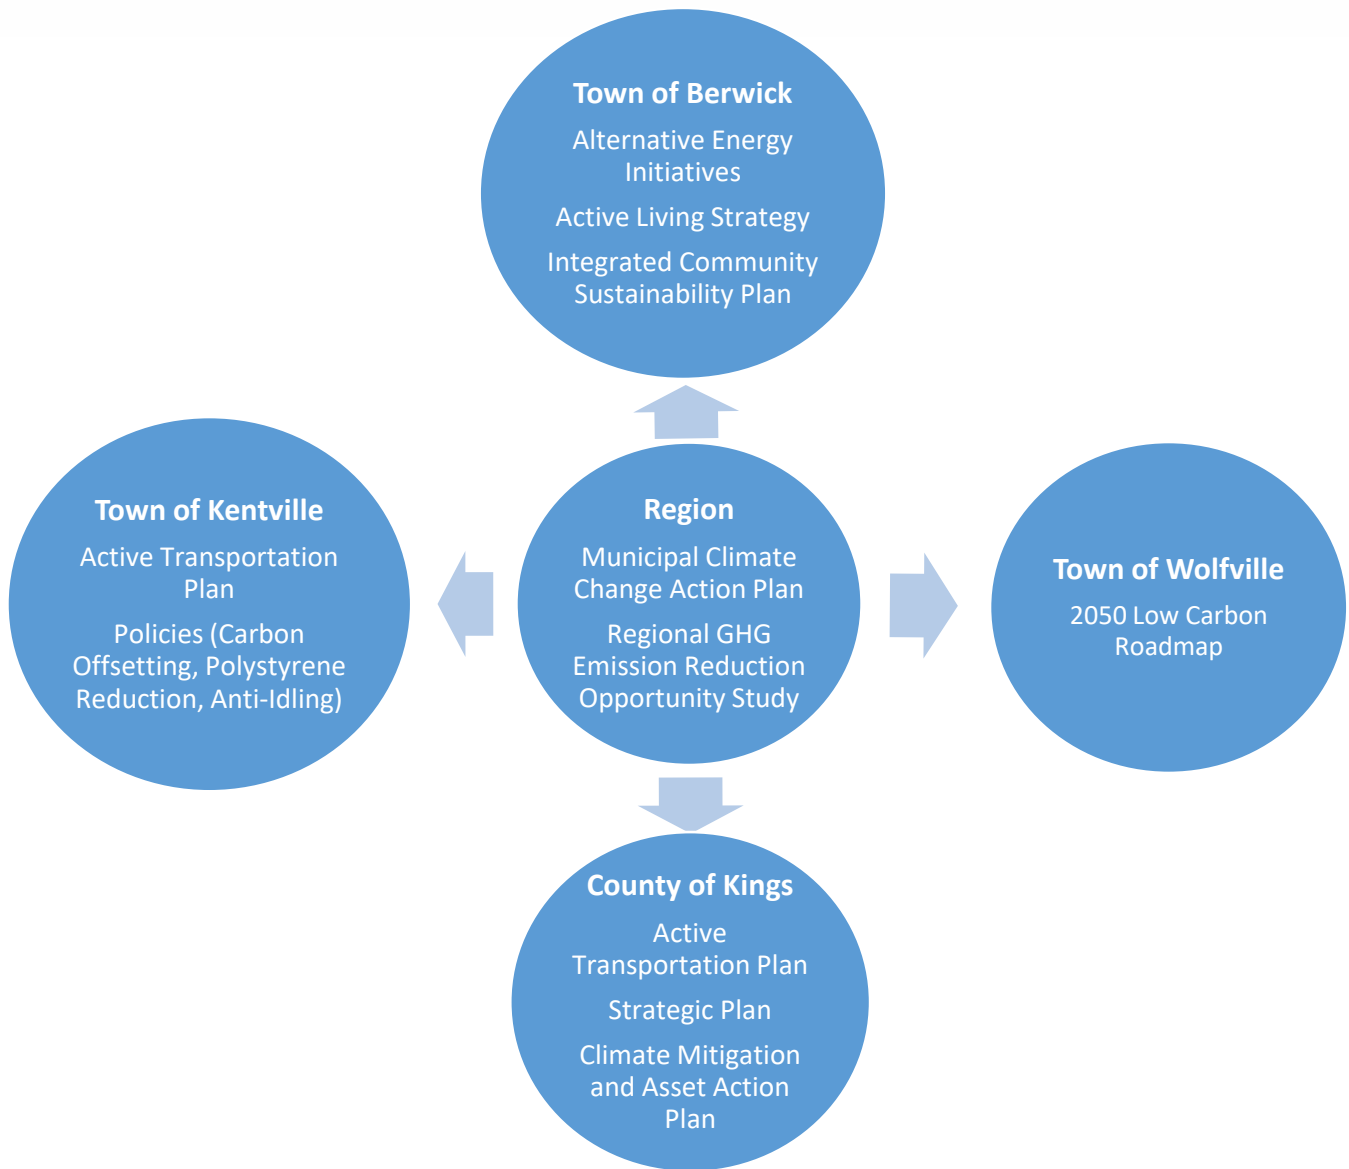 Town of Berwick
Alternative Energy
Initiatives
Active Living Strategy
Integrated Community
Sustainability Plan
Town of Kentville
Active Transportation
Plan
Policies (Carbon
Offsetting, Polystyrene
Reduction, Anti-Idling)
Region
Municipal Climate
Change Action Plan
Regional GHG
Emission Reduction
Opportunity Study
Town of Wolfville
2050 Low Carbon
Roadmap
County of Kings
Active
Transportation Plan
Strategic Plan
Climate Mitigation
and Asset Action
Plan